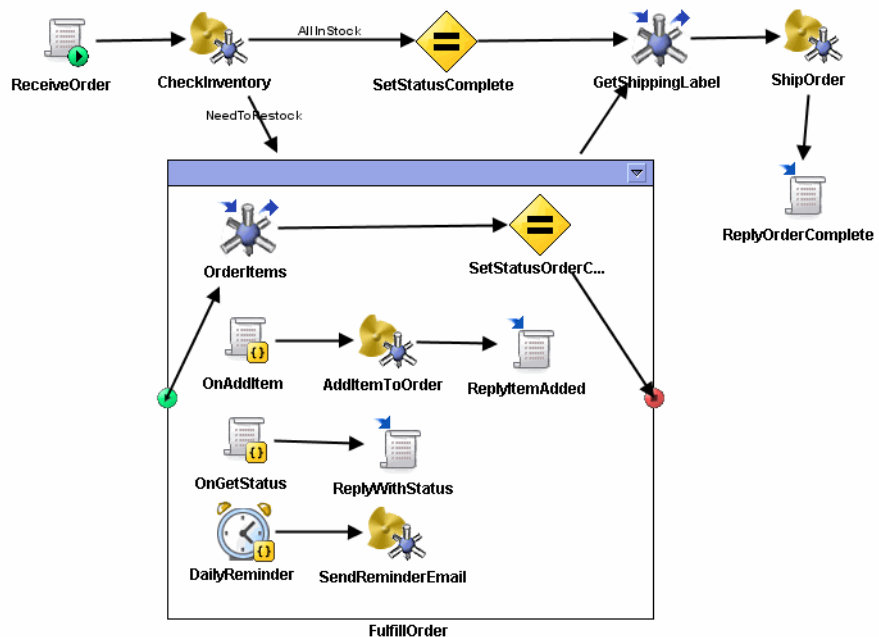 AllInStock
ReceiveOrder
CheckInventory
SetStatusComplete
GetShippingLabel
ShipOrder
NeedToRestock
ReplyOrderComplete
OrderItems
SetStatusOrderC...
OnAddItem
AddItemToOrder
ReplyItemAdded
OnGetStatus
ReplyWithStatus
DailyReminder
SendReminderEmail
FulfillOrder